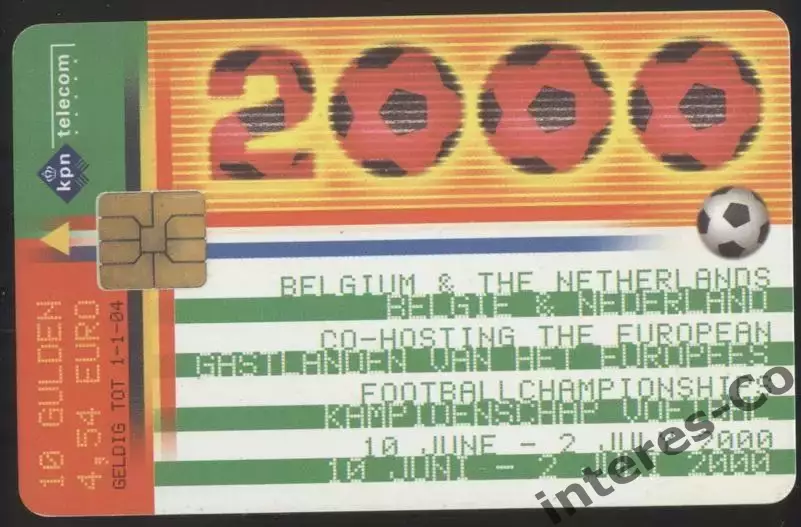 kpn telecom
2000
BELGIUM & THE NETHERLANDS
BELGIE & NEDERLAND
CO-HOSTING THE EUROPEAN
GASTLANDEN VAN HET EUROPEES
FOOTBALLCHAMPIONSHIPS
KAMPIOENSCHAP VOETBAL
10 JUNE - 2 JULY 2000
10 JUNI - 2 JULI 2000
10 GULDEN
4,54 EURO
GELDIG TOT 1-1-04
interes-Co